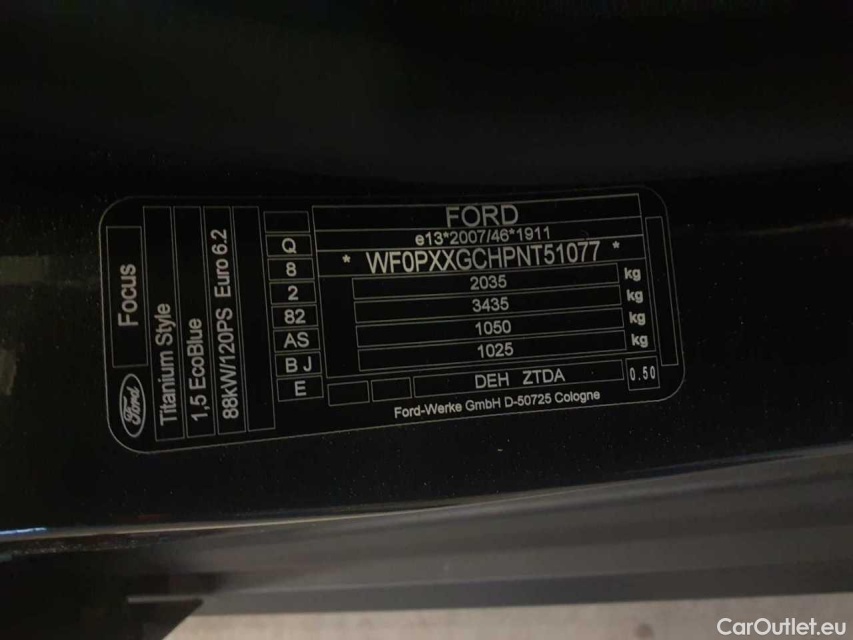 FORD
e13*2007/46*1911
* WF0PXXGCHPNT51077 *
2035 kg
3435 kg
1050 kg
1025 kg
DEH ZTDA
0.50
Ford-Werke GmbH D-50725 Cologne
Q
8
2
82
AS
BJ
E
Focus
Ford
Titanium Style
1,5 EcoBlue
88kW/120PS Euro 6.2
CarOutlet.eu